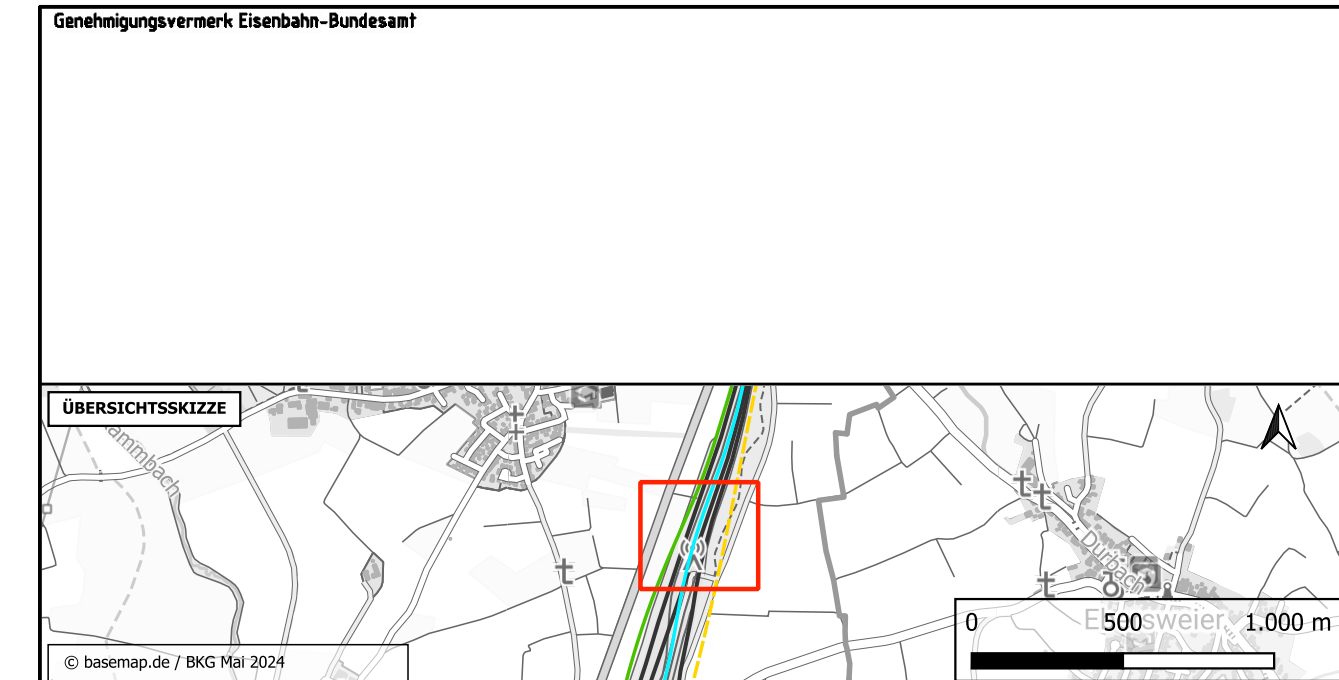 Genehmigungsvermerk Eisenbahn-Bundesamt
ÜBERSICHTSSKIZZE
Durbach
0 500 1.000 m
© basemap.de / BKG Mai 2024